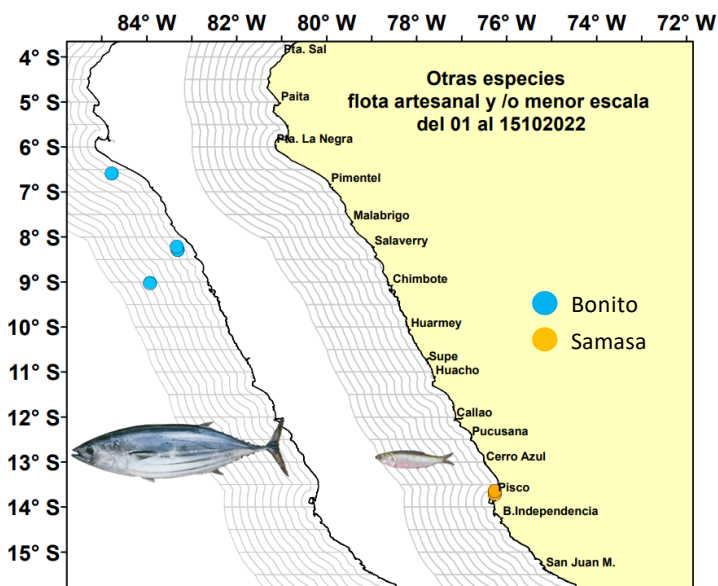 84° W 82° W 80° W 78° W 76° W 74° W 72° W
4° S
5° S
6° S
7° S
8° S
9° S
10° S
11° S
12° S
13° S
14° S
15° S
Pta. Sal
Paita
Pta. La Negra
Pimentel
Malabrigo
Salaverry
Chimbote
Huarmey
Supe
Huacho
Callao
Pucusana
Cerro Azul
Pisco
B.Independencia
San Juan M.
Otras especies
flota artesanal y /o menor escala
del 01 al 15102022
Bonito
Samasa